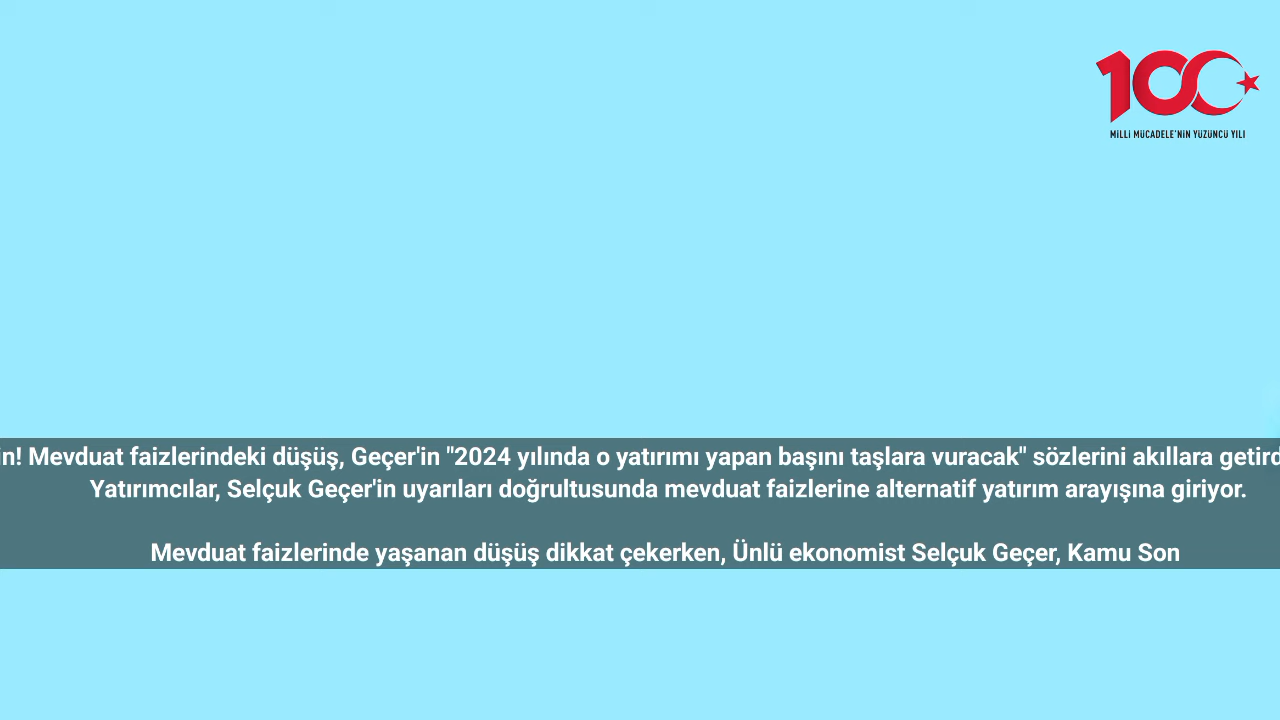 100
MİLLİ MÜCADELE'NİN YÜZÜNCÜ YILI
in! Mevduat faizlerindeki düşüş, Geçer'in "2024 yılında o yatırımı yapan başını taşlara vuracak" sözlerini akıllara getird
Yatırımcılar, Selçuk Geçer'in uyarıları doğrultusunda mevduat faizlerine alternatif yatırım arayışına giriyor.
Mevduat faizlerinde yaşanan düşüş dikkat çekerken, Ünlü ekonomist Selçuk Geçer, Kamu Son